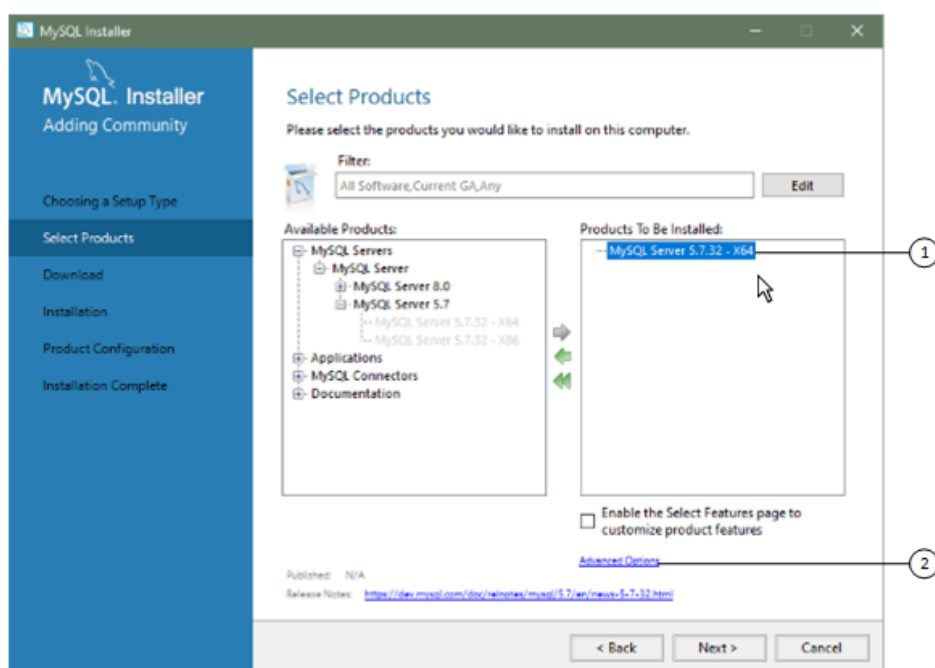 MySQL Installer
MySQL. Installer
Adding Community
Choosing a Setup Type
Select Products
Download
Installation
Product Configuration
Installation Complete
Select Products
Please select the products you would like to install on this computer.
Filter:
All Software,Current GA,Any
Edit
Available Products:
MySQL Servers
MySQL Server
MySQL Server 8.0
MySQL Server 5.7
MySQL Server 5.7.32 - X64
MySQL Server 5.7.32 - X86
Applications
MySQL Connectors
Documentation
Products To Be Installed:
MySQL Server 5.7.32 - X64
1
Enable the Select Features page to
customize product features
Advanced Options
2
Published: N/A
Release Notes: https://dev.mysql.com/doc/relnotes/mysql/5.7/en/news-5-7-32.html
< Back
Next >
Cancel